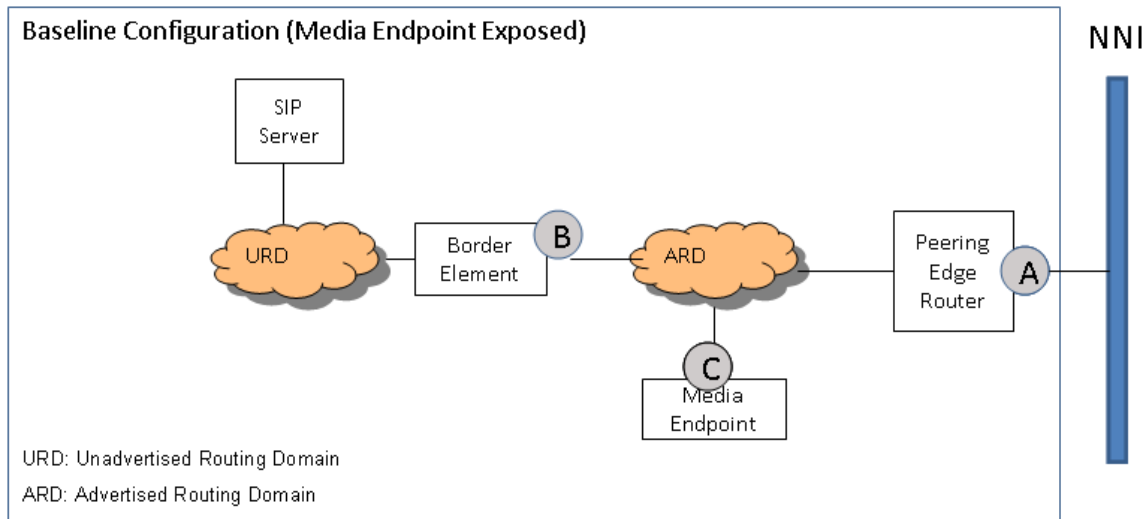 Baseline Configuration (Media Endpoint Exposed)
NNI
SIP
Server
URD
Border
Element
B
ARD
Peering
Edge
Router
A
C
Media
Endpoint
URD: Unadvertised Routing Domain
ARD: Advertised Routing Domain